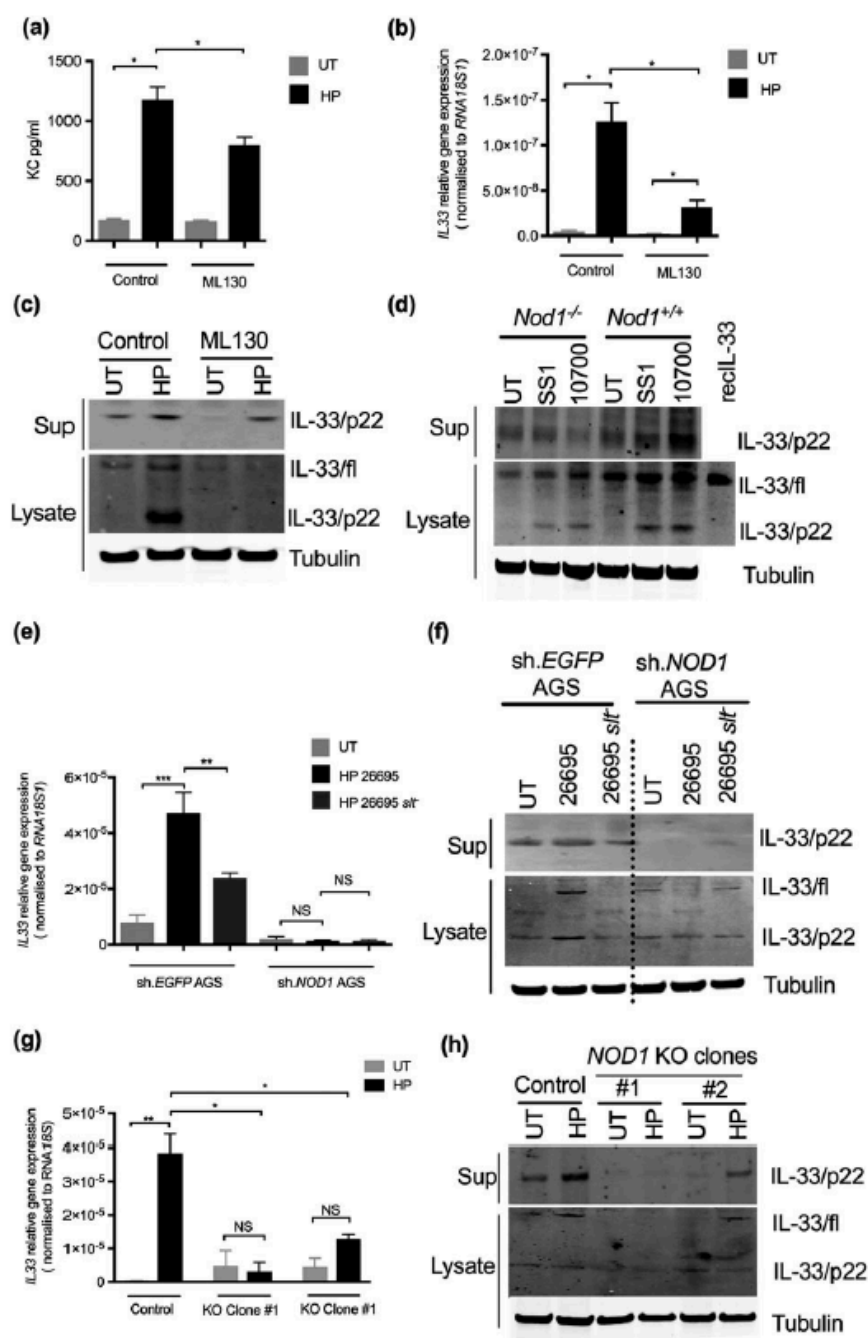 (a)
1500
1000
500
0
KC pg/ml
*
*
UT
HP
Control
ML130
(b)
2.0×10-7
1.5×10-7
1.0×10-7
5.0×10-8
0.0
IL33 relative gene expression
( normalised to RNA18S1)
*
*
*
UT
HP
Control
ML130
(c)
Control ML130
UT HP UT HP
Sup
IL-33/p22
Lysate
IL-33/fl
IL-33/p22
Tubulin
(d)
Nod1-/- Nod1+/+
UT SS1 10700 UT SS1 10700 recIL-33
Sup
IL-33/p22
Lysate
IL-33/fl
IL-33/p22
Tubulin
(e)
6×10-5
4×10-5
2×10-5
0
IL33 relative gene expression
( normalised to RNA18S1)
***
**
NS
NS
UT
HP 26695
HP 26695 slt-
sh.EGFP AGS
sh.NOD1 AGS
(f)
sh.EGFP sh.NOD1
AGS AGS
UT 26695 26695 slt- UT 26695 26695 slt-
Sup
IL-33/p22
Lysate
IL-33/fl
IL-33/p22
Tubulin
(g)
5×10-5
4×10-5
3×10-5
2×10-5
1×10-5
0
IL33 relative gene expression
( normalised to RNA18S)
*
*
**
NS
NS
UT
HP
Control
KO Clone #1
KO Clone #1
(h)
NOD1 KO clones
Control #1 #2
UT HP UT HP UT HP
Sup
IL-33/p22
Lysate
IL-33/fl
IL-33/p22
Tubulin